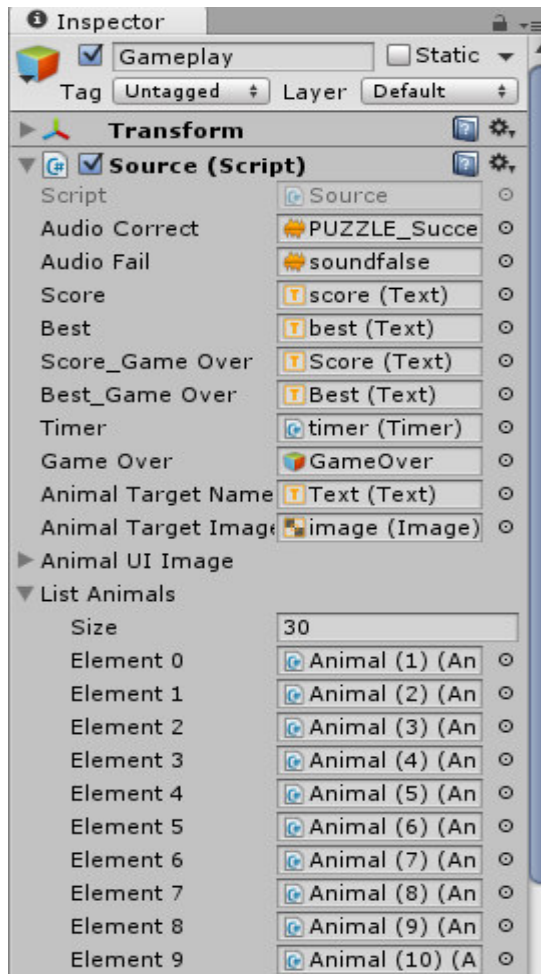 Inspector
Gameplay Static
Tag Untagged Layer Default
Transform
Source (Script)
Script Source
Audio Correct PUZZLE_Succe
Audio Fail soundfalse
Score score (Text)
Best best (Text)
Score_Game Over Score (Text)
Best_Game Over Best (Text)
Timer timer (Timer)
Game Over GameOver
Animal Target Name Text (Text)
Animal Target Image image (Image)
Animal UI Image
List Animals
Size 30
Element 0 Animal (1) (An
Element 1 Animal (2) (An
Element 2 Animal (3) (An
Element 3 Animal (4) (An
Element 4 Animal (5) (An
Element 5 Animal (6) (An
Element 6 Animal (7) (An
Element 7 Animal (8) (An
Element 8 Animal (9) (An
Element 9 Animal (10) (A